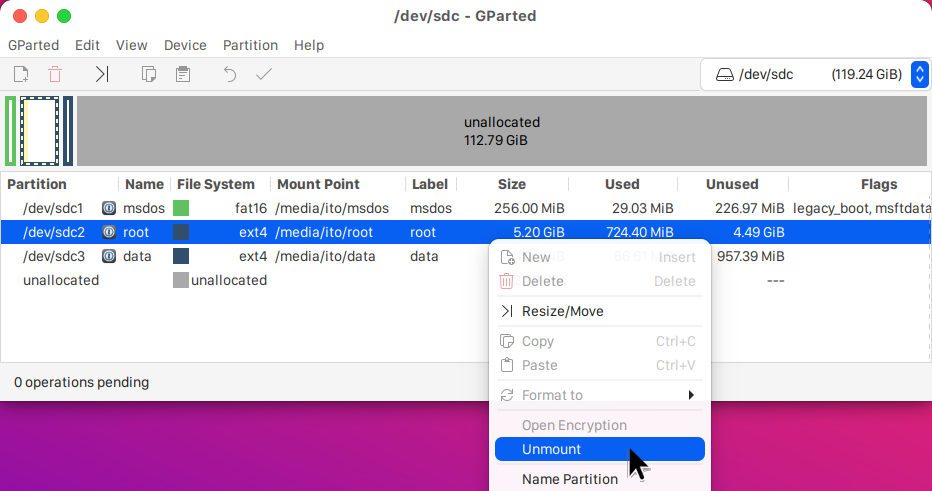 /dev/sdc - GParted
GParted Edit View Device Partition Help
/dev/sdc (119.24 GiB)
unallocated
112.79 GiB
Partition Name File System Mount Point Label Size Used Unused Flags
/dev/sdc1 msdos fat16 /media/ito/msdos msdos 256.00 MiB 29.03 MiB 226.97 MiB legacy_boot, msftdata
/dev/sdc2 root ext4 /media/ito/root root 5.20 GiB 724.40 MiB 4.49 GiB
/dev/sdc3 data ext4 /media/ito/data data 957.39 MiB
unallocated unallocated ---
New Insert
Delete Delete
Resize/Move
Copy Ctrl+C
Paste Ctrl+V
Format to
Open Encryption
Unmount
Name Partition
0 operations pending